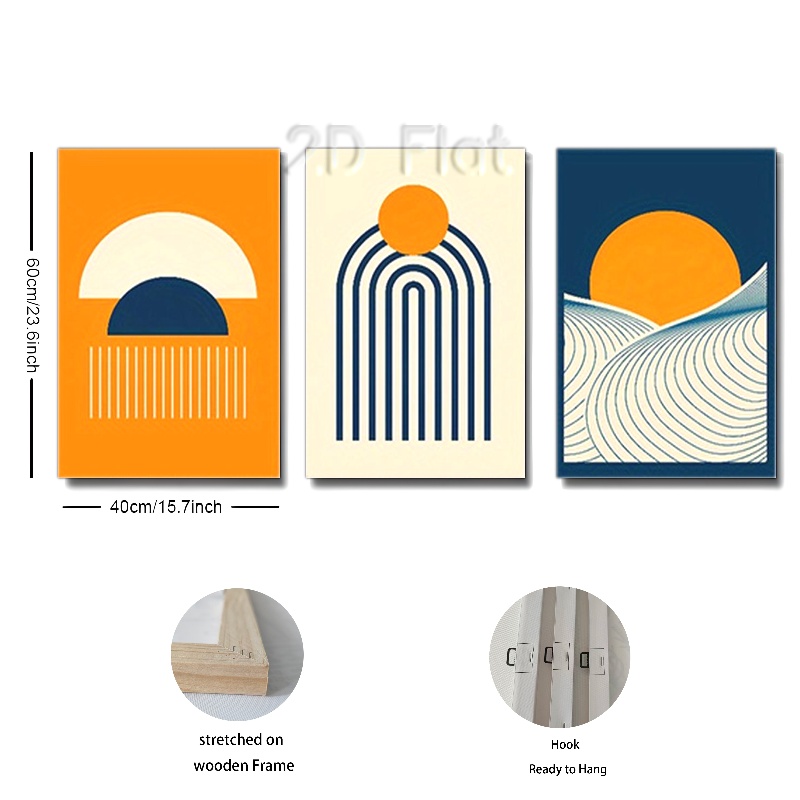 2D Flat
60cm/23.6inch
40cm/15.7inch
stretched on
wooden Frame
Hook
Ready to Hang